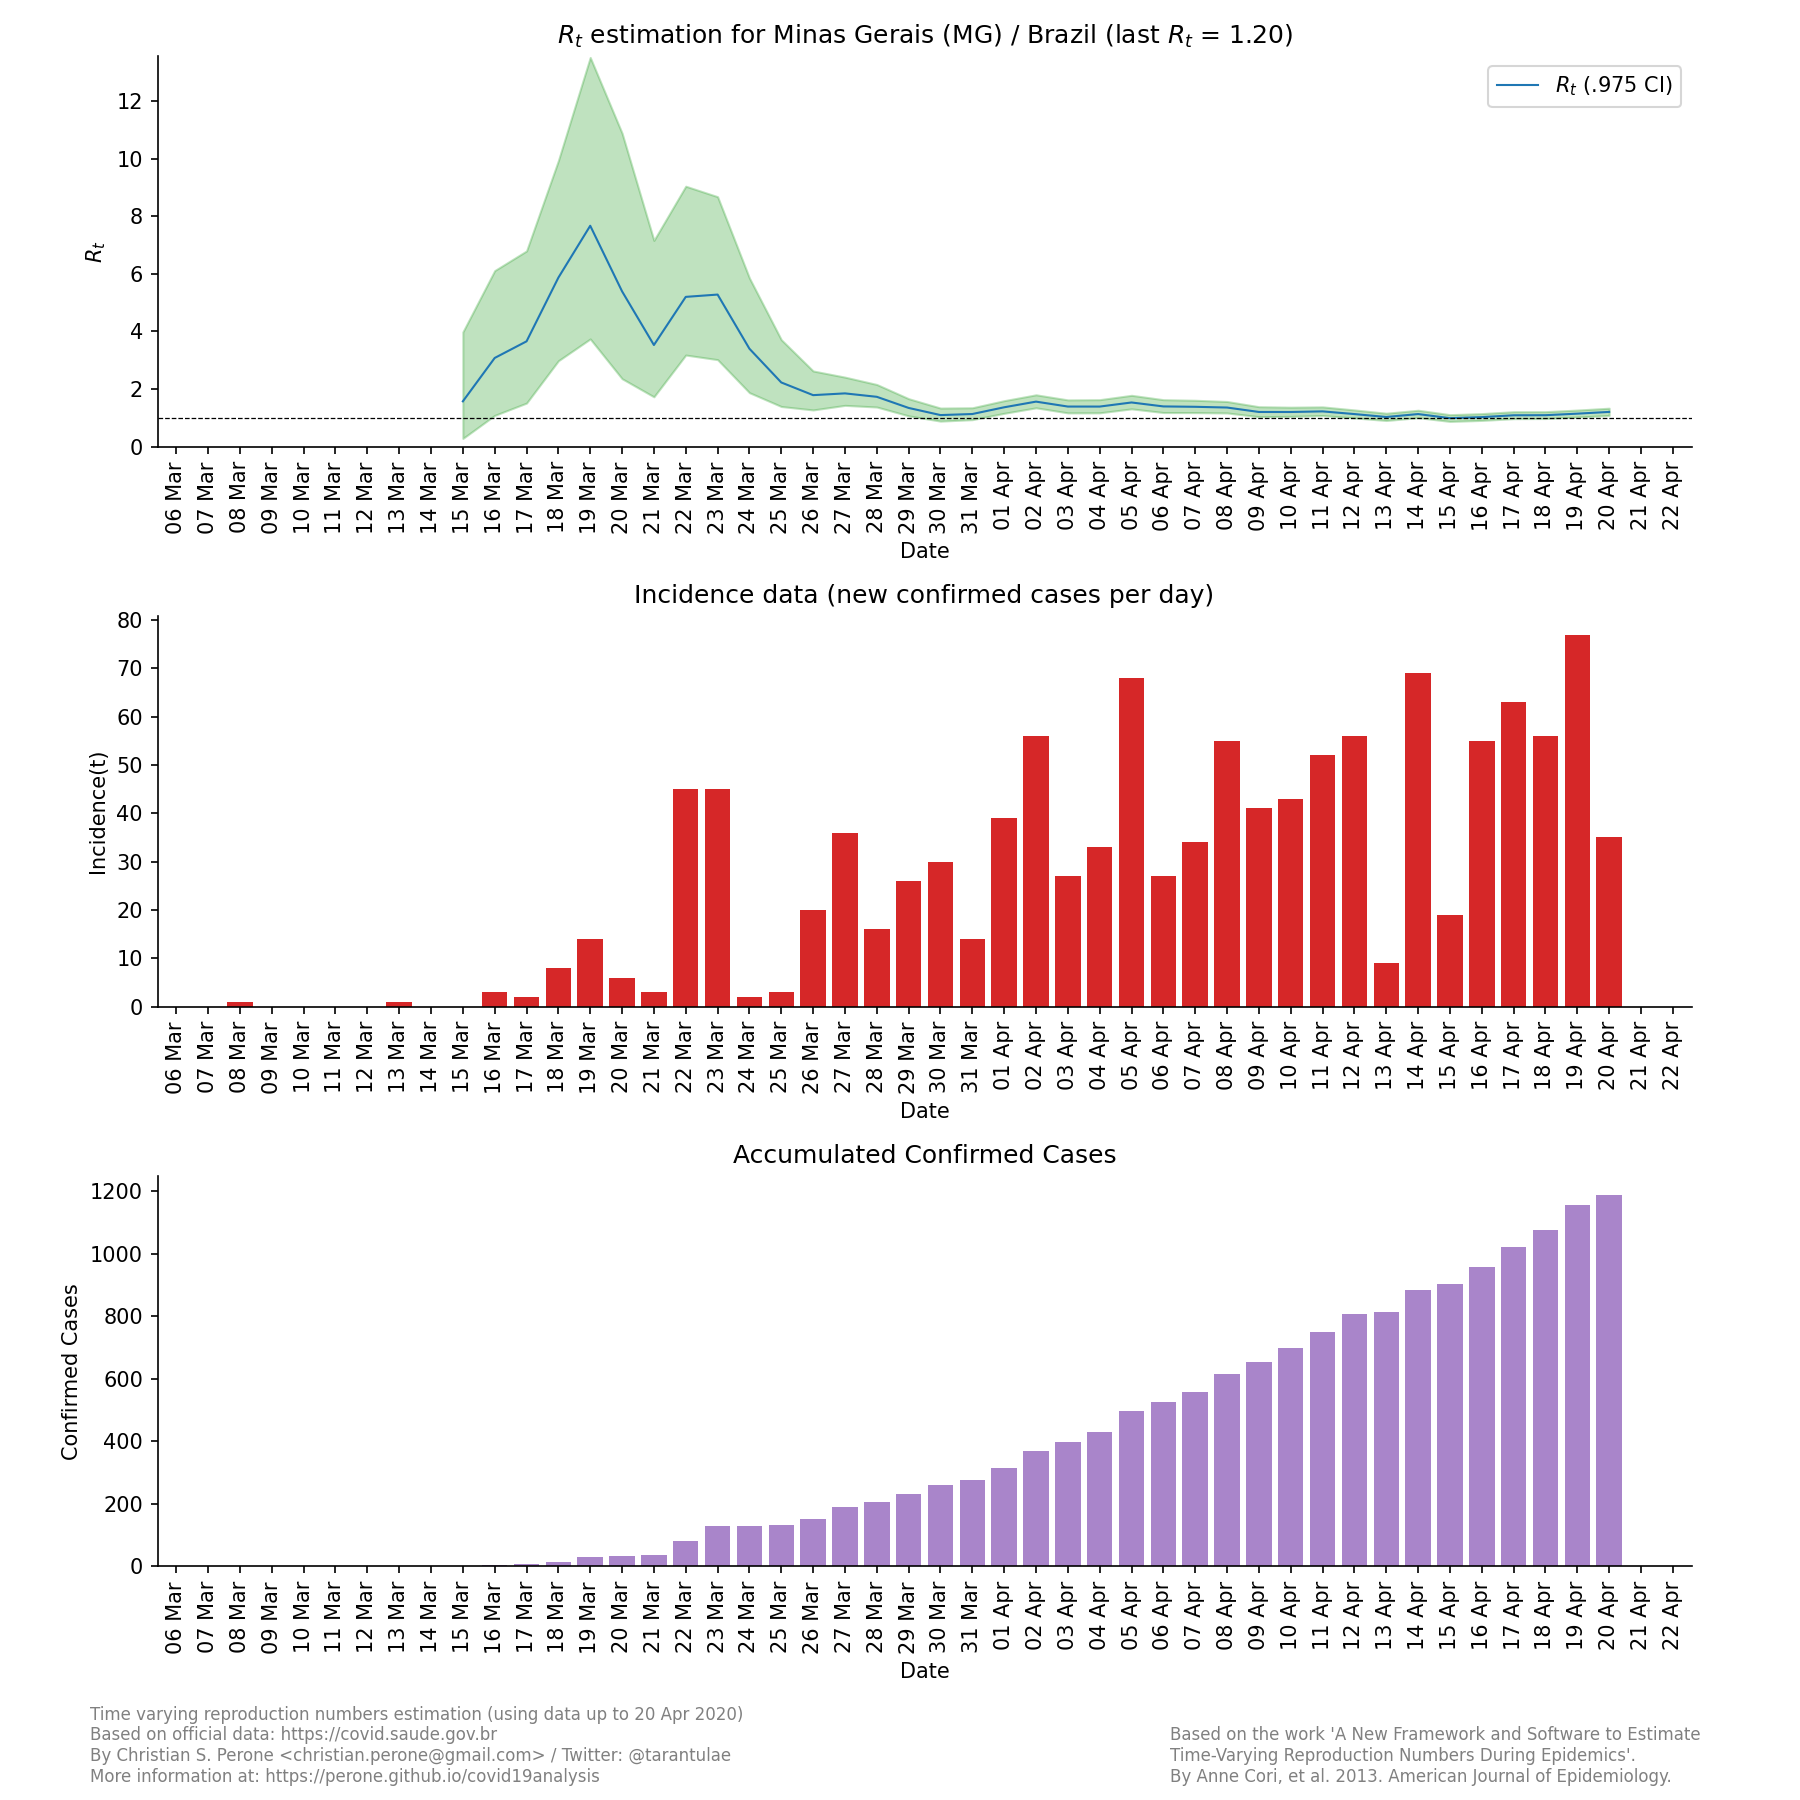 Rt estimation for Minas Gerais (MG) / Brazil (last Rt = 1.20)
Rt (.975 CI)
12
10
8
6
4
2
0
Rt
06 Mar 07 Mar 08 Mar 09 Mar 10 Mar 11 Mar 12 Mar 13 Mar 14 Mar 15 Mar 16 Mar 17 Mar 18 Mar 19 Mar 20 Mar 21 Mar 22 Mar 23 Mar 24 Mar 25 Mar 26 Mar 27 Mar 28 Mar 29 Mar 30 Mar 31 Mar 01 Apr 02 Apr 03 Apr 04 Apr 05 Apr 06 Apr 07 Apr 08 Apr 09 Apr 10 Apr 11 Apr 12 Apr 13 Apr 14 Apr 15 Apr 16 Apr 17 Apr 18 Apr 19 Apr 20 Apr 21 Apr 22 Apr
Date
Incidence data (new confirmed cases per day)
80
70
60
50
40
30
20
10
0
Incidence(t)
06 Mar 07 Mar 08 Mar 09 Mar 10 Mar 11 Mar 12 Mar 13 Mar 14 Mar 15 Mar 16 Mar 17 Mar 18 Mar 19 Mar 20 Mar 21 Mar 22 Mar 23 Mar 24 Mar 25 Mar 26 Mar 27 Mar 28 Mar 29 Mar 30 Mar 31 Mar 01 Apr 02 Apr 03 Apr 04 Apr 05 Apr 06 Apr 07 Apr 08 Apr 09 Apr 10 Apr 11 Apr 12 Apr 13 Apr 14 Apr 15 Apr 16 Apr 17 Apr 18 Apr 19 Apr 20 Apr 21 Apr 22 Apr
Date
Accumulated Confirmed Cases
1200
1000
800
600
400
200
0
Confirmed Cases
06 Mar 07 Mar 08 Mar 09 Mar 10 Mar 11 Mar 12 Mar 13 Mar 14 Mar 15 Mar 16 Mar 17 Mar 18 Mar 19 Mar 20 Mar 21 Mar 22 Mar 23 Mar 24 Mar 25 Mar 26 Mar 27 Mar 28 Mar 29 Mar 30 Mar 31 Mar 01 Apr 02 Apr 03 Apr 04 Apr 05 Apr 06 Apr 07 Apr 08 Apr 09 Apr 10 Apr 11 Apr 12 Apr 13 Apr 14 Apr 15 Apr 16 Apr 17 Apr 18 Apr 19 Apr 20 Apr 21 Apr 22 Apr
Date
Time varying reproduction numbers estimation (using data up to 20 Apr 2020)
Based on official data: https://covid.saude.gov.br
By Christian S. Perone <christian.perone@gmail.com> / Twitter: @tarantulae
More information at: https://perone.github.io/covid19analysis
Based on the work 'A New Framework and Software to Estimate
Time-Varying Reproduction Numbers During Epidemics'.
By Anne Cori, et al. 2013. American Journal of Epidemiology.